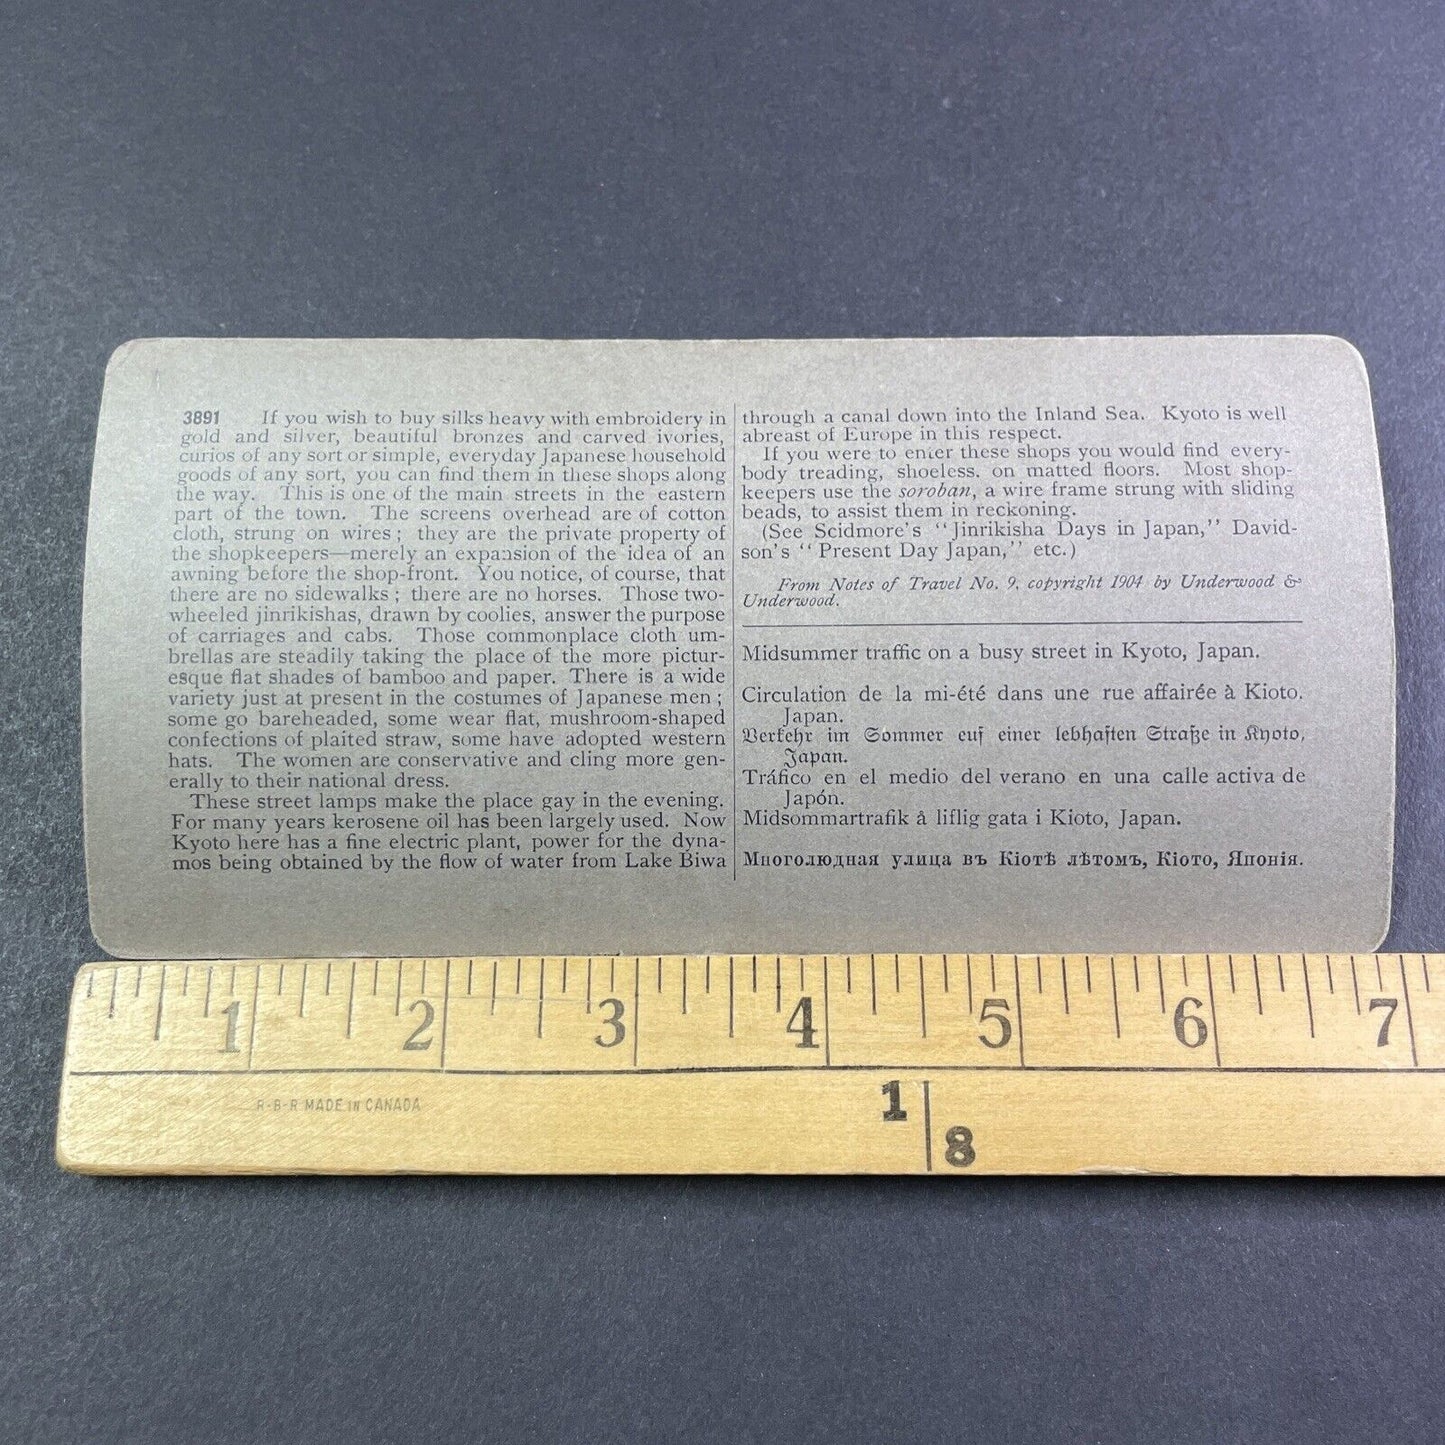 3891 If you wish to buy silks heavy with embroidery in
gold and silver, beautiful bronzes and carved ivories,
curios of any sort or simple, everyday Japanese household
goods of any sort, you can find them in these shops along
the way. This is one of the main streets in the eastern
part of the town. The screens overhead are of cotton
cloth, strung on wires; they are the private property of
the shopkeepers—merely an expansion of the idea of an
awning before the shop-front. You notice, of course, that
there are no sidewalks; there are no horses. Those two-
wheeled jinrikishas, drawn by coolies, answer the purpose
of carriages and cabs. Those commonplace cloth um-
brellas are steadily taking the place of the more pictur-
esque flat shades of bamboo and paper. There is a wide
variety just at present in the costumes of Japanese men;
some go bareheaded, some wear flat, mushroom-shaped
confections of plaited straw, some have adopted western
hats. The women are conservative and cling more gen-
erally to their national dress.
These street lamps make the place gay in the evening.
For many years kerosene oil has been largely used. Now
Kyoto here has a fine electric plant, power for the dyna-
mos being obtained by the flow of water from Lake Biwa
through a canal down into the Inland Sea. Kyoto is well
abreast of Europe in this respect.
If you were to enter these shops you would find every-
body treading, shoeless. on matted floors. Most shop-
keepers use the soroban, a wire frame strung with sliding
beads, to assist them in reckoning.
(See Scidmore's "Jinrikisha Days in Japan," David-
son's "Present Day Japan," etc.)
From Notes of Travel No. 9, copyright 1904 by Underwood &
Underwood.
Midsummer traffic on a busy street in Kyoto, Japan.
Circulation de la mi-été dans une rue affairée à Kioto.
Japan.
Verkehr im Sommer euf einer lebhaften Straße in Kyoto,
Japan.
Tráfico en el medio del verano en una calle activa de
Japón.
Midsommartrafik å liflig gata i Kioto, Japan.
Многолюдная улица въ Кіотѣ лѣтомъ, Кіото, Японія.
1 2 3 4 5 6 7
R-B-R MADE IN CANADA
1
8